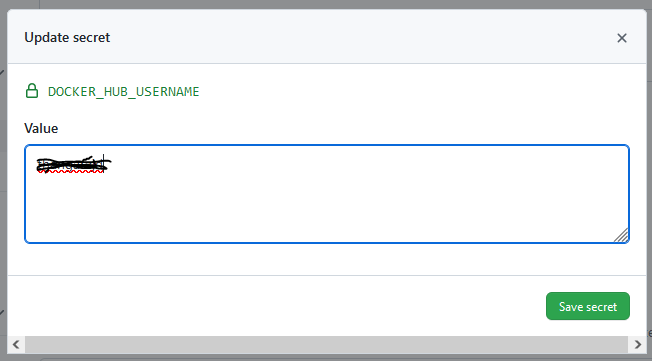 Update secret
DOCKER_HUB_USERNAME
Value
Save secret